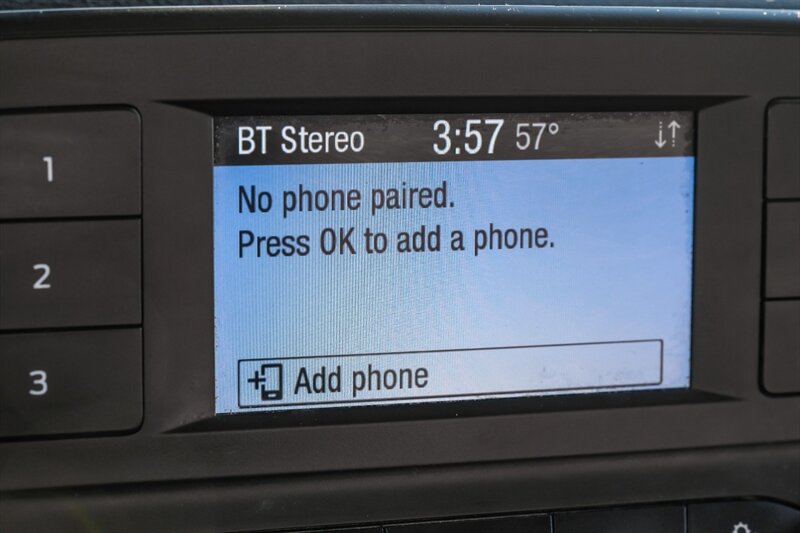 BT Stereo 3:57 57°
No phone paired.
Press OK to add a phone.
Add phone
1
2
3